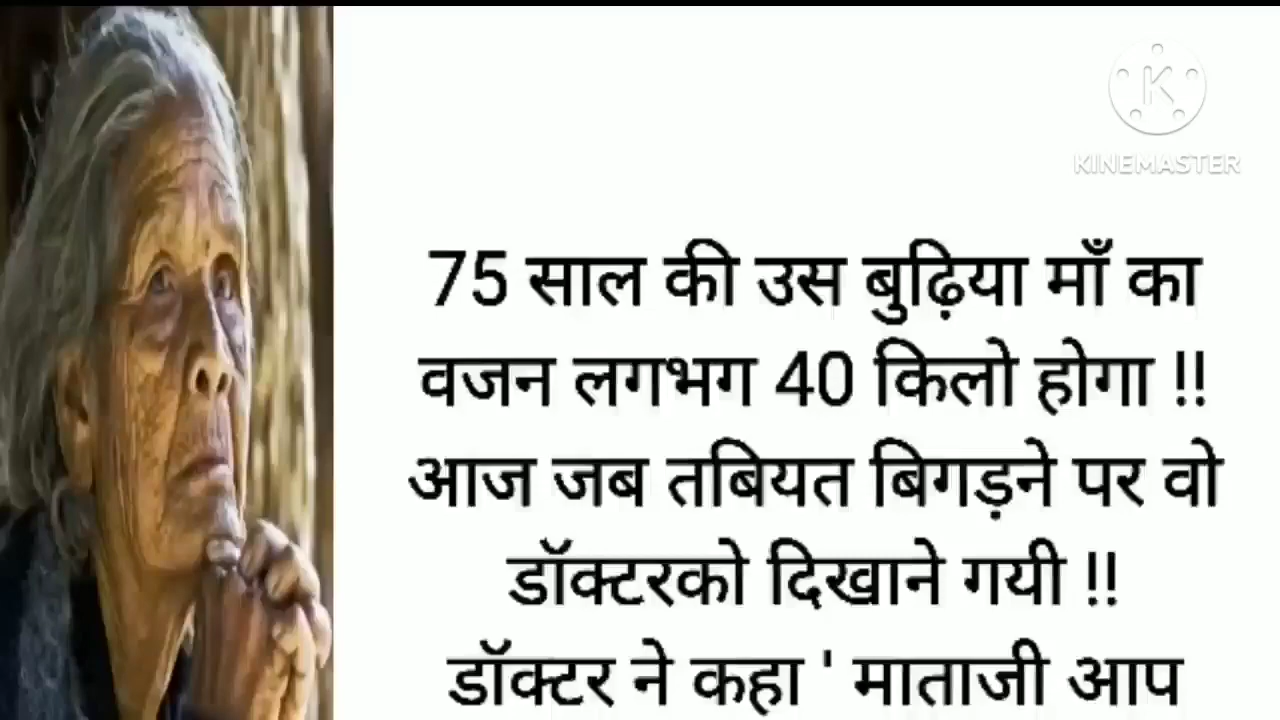 KINEMASTER
75 साल की उस बुढ़िया माँ का
वजन लगभग 40 किलो होगा !!
आज जब तबियत बिगड़ने पर वो
डॉक्टरको दिखाने गयी !!
डॉक्टर ने कहा ' माताजी आप